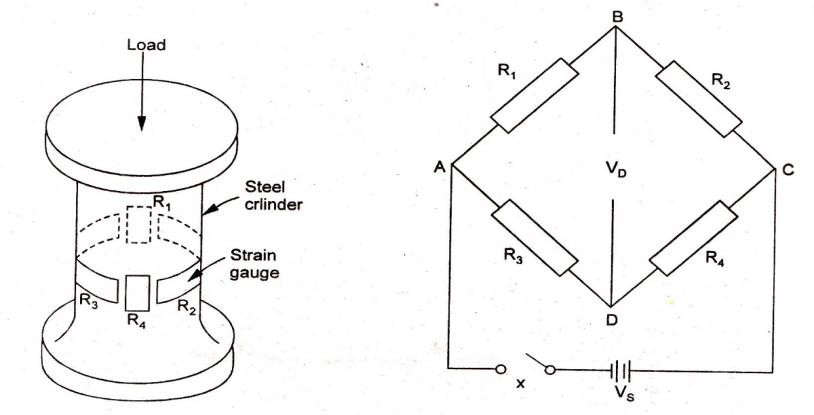 Load
R1
Steel
crlinder
Strain
gauge
R3
R4
R2
B
R1
R2
A
VD
C
R3
R4
D
x
VS